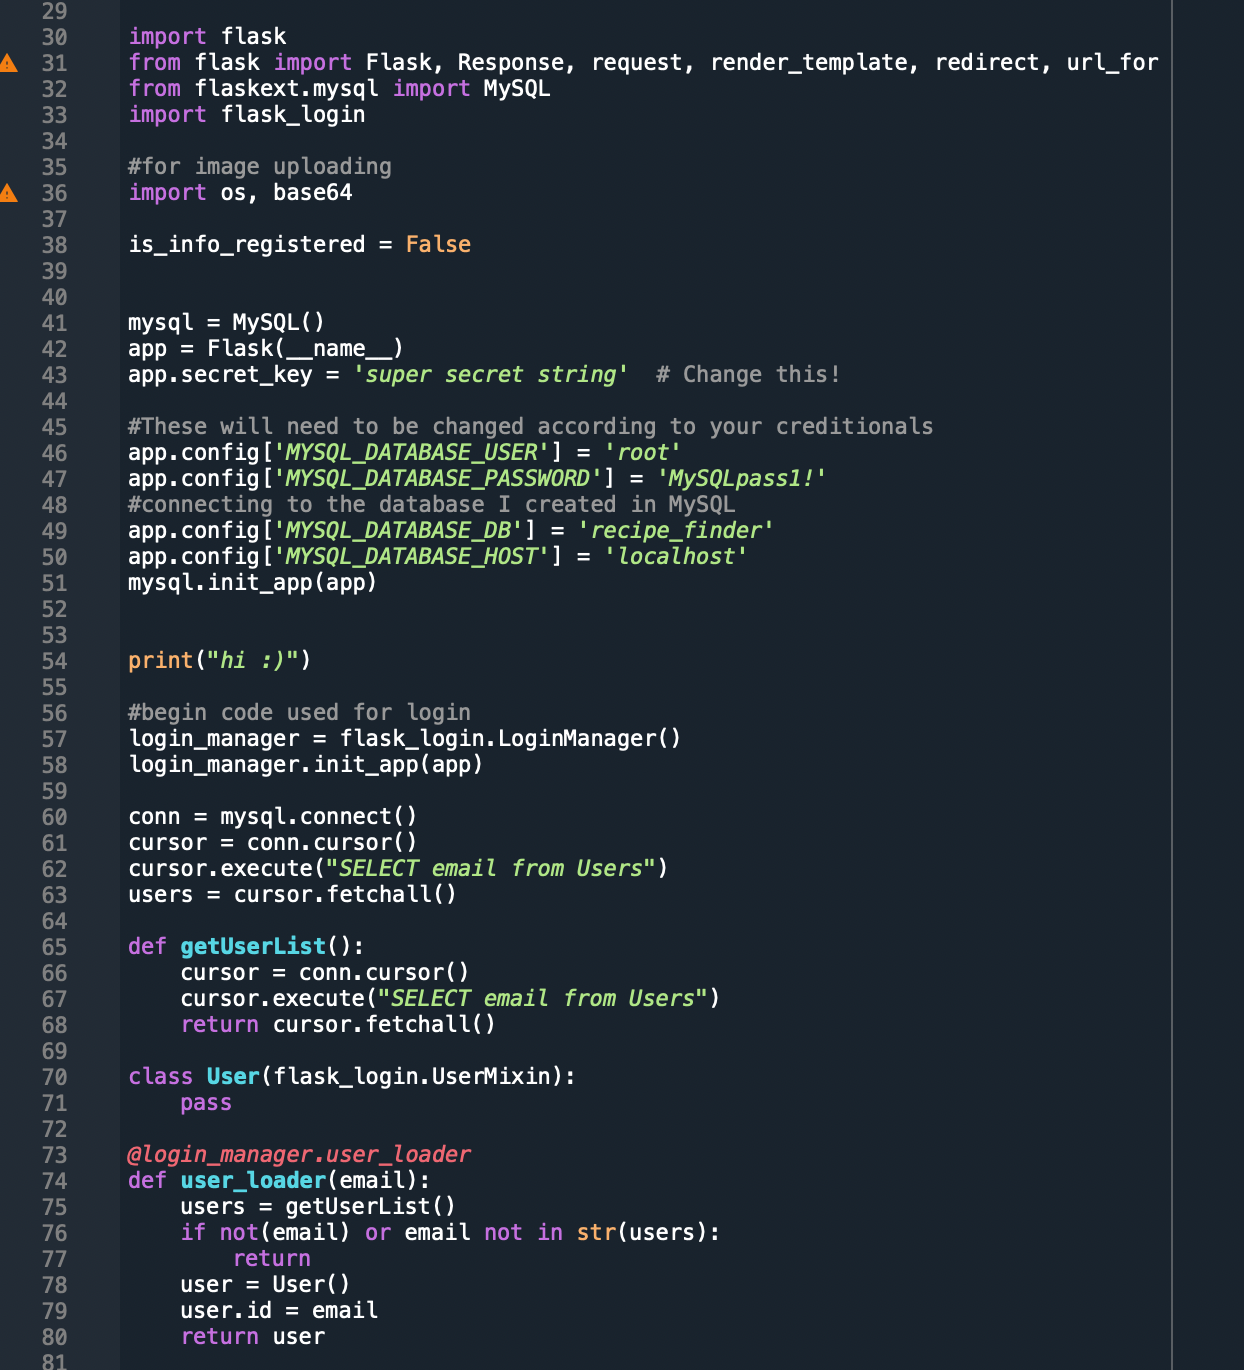 29
30 import flask
31 from flask import Flask, Response, request, render_template, redirect, url_for
32 from flaskext.mysql import MySQL
33 import flask_login
34
35 #for image uploading
36 import os, base64
37
38 is_info_registered = False
39
40
41 mysql = MySQL()
42 app = Flask(__name__)
43 app.secret_key = 'super secret string'  # Change this!
44
45 #These will need to be changed according to your creditionals
46 app.config['MYSQL_DATABASE_USER'] = 'root'
47 app.config['MYSQL_DATABASE_PASSWORD'] = 'MySQLpass1!'
48 #connecting to the database I created in MySQL
49 app.config['MYSQL_DATABASE_DB'] = 'recipe_finder'
50 app.config['MYSQL_DATABASE_HOST'] = 'localhost'
51 mysql.init_app(app)
52
53
54 print("hi :)")
55
56 #begin code used for login
57 login_manager = flask_login.LoginManager()
58 login_manager.init_app(app)
59
60 conn = mysql.connect()
61 cursor = conn.cursor()
62 cursor.execute("SELECT email from Users")
63 users = cursor.fetchall()
64
65 def getUserList():
66     cursor = conn.cursor()
67     cursor.execute("SELECT email from Users")
68     return cursor.fetchall()
69
70 class User(flask_login.UserMixin):
71     pass
72
73 @login_manager.user_loader
74 def user_loader(email):
75     users = getUserList()
76     if not(email) or email not in str(users):
77         return
78     user = User()
79     user.id = email
80     return user
81